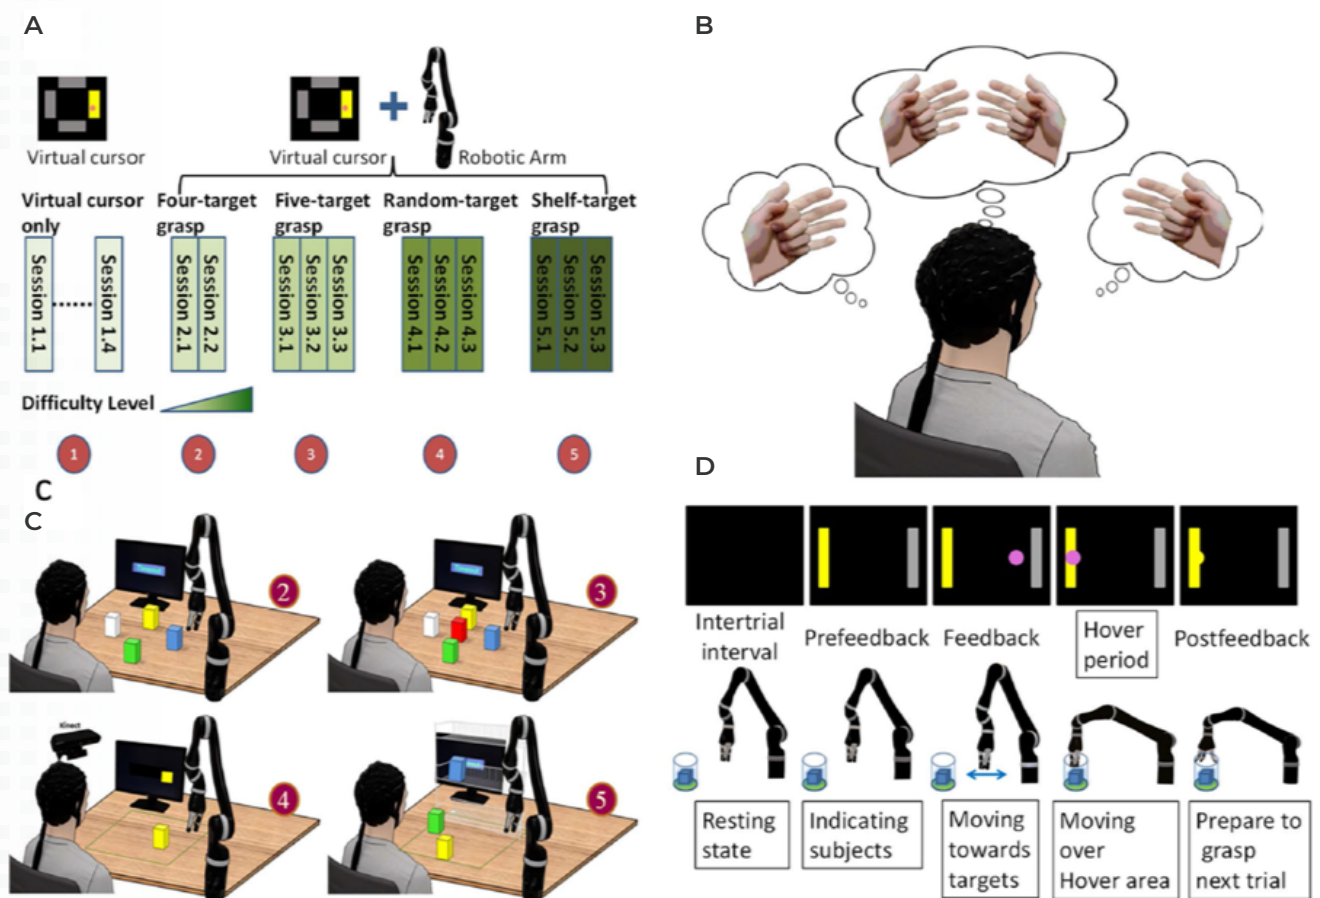 A
Virtual cursor
Virtual cursor
Robotic Arm
Virtual cursor
only
Four-target
grasp
Five-target
grasp
Random-target
grasp
Shelf-target
grasp
Session 1.1
Session 1.4
Session 2.1
Session 2.2
Session 3.1
Session 3.2
Session 3.3
Session 4.1
Session 4.2
Session 4.3
Session 5.1
Session 5.2
Session 5.3
Difficulty Level
1
2
3
4
5
B
C
C
2
3
Kinect
4
5
D
Intertrial
interval
Prefeedback
Feedback
Hover
period
Postfeedback
Resting
state
Indicating
subjects
Moving
towards
targets
Moving
over
Hover area
Prepare to
grasp
next trial